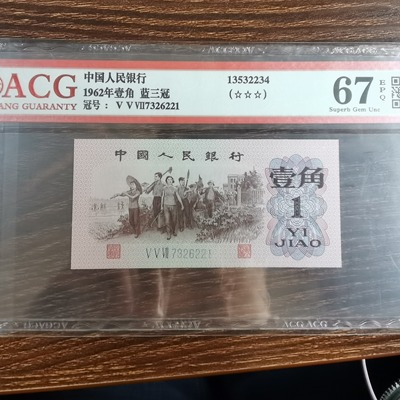 ACG
ANG GUARANTY
中国人民银行
1962年壹角 蓝三冠
冠号: V V VII7326221
13532234
(☆☆☆)
67
EPQ
Superb Gem Unc
中國人民銀行
壹角
1
YI
JIAO
V V VII 7326221
ACG ACG